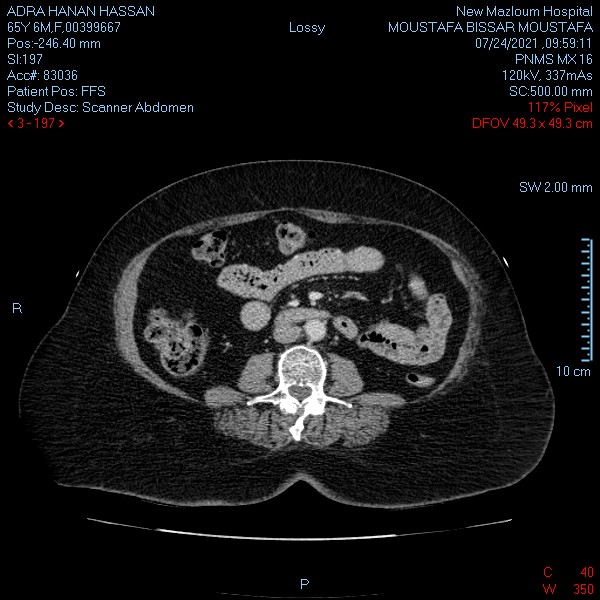 ADRA HANAN HASSAN
65Y 6M,F,00399667
Pos:-246.40 mm
SI:197
Acc#: 83036
Patient Pos: FFS
Study Desc: Scanner Abdomen
< 3 - 197 >
Lossy
New Mazloum Hospital
MOUSTAFA BISSAR MOUSTAFA
07/24/2021 ,09:59:11
PNMS MX 16
120kV, 337mAs
SC:500.00 mm
117% Pixel
DFOV 49.3 x 49.3 cm
SW 2.00 mm
R
10 cm
P
C 40
W 350